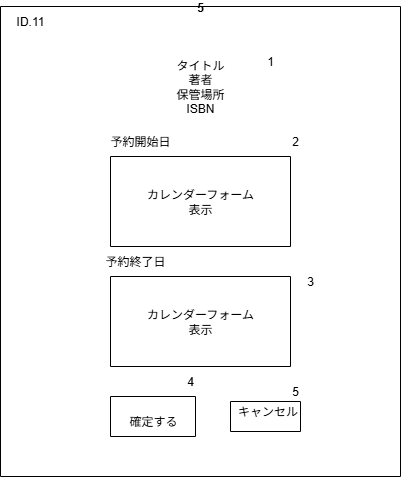 5
ID.11
1
タイトル
著者
保管場所
ISBN
予約開始日
2
カレンダーフォーム
表示
予約終了日
3
カレンダーフォーム
表示
4
5
確定する
キャンセル